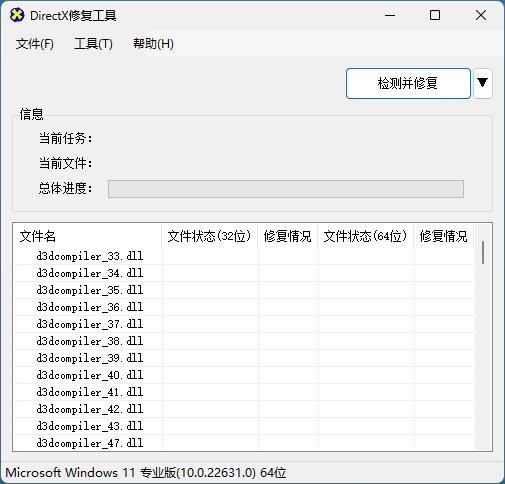 DirectX修复工具
文件(F) 工具(T) 帮助(H)
检测并修复
信息
当前任务：
当前文件：
总体进度：
文件名 文件状态(32位) 修复情况 文件状态(64位) 修复情况
d3dcompiler_33.dll
d3dcompiler_34.dll
d3dcompiler_35.dll
d3dcompiler_36.dll
d3dcompiler_37.dll
d3dcompiler_38.dll
d3dcompiler_39.dll
d3dcompiler_40.dll
d3dcompiler_41.dll
d3dcompiler_42.dll
d3dcompiler_43.dll
d3dcompiler_47.dll
Microsoft Windows 11 专业版(10.0.22631.0) 64位